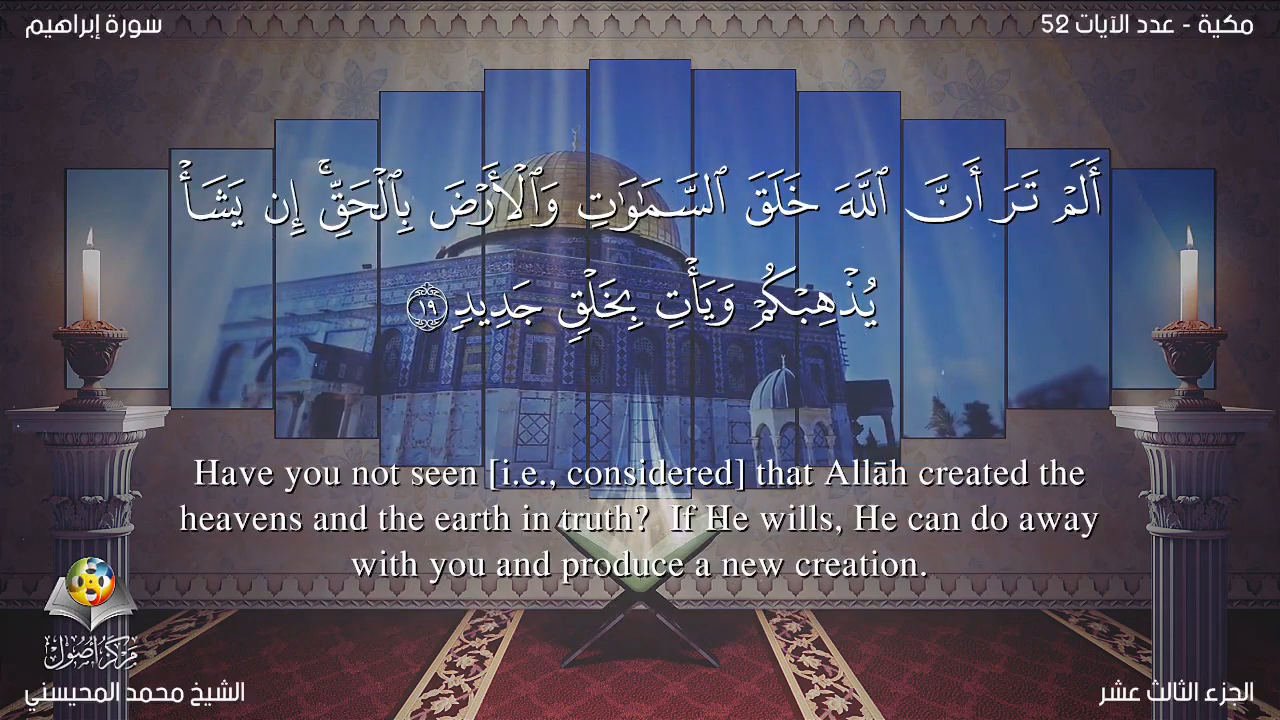 سورة إبراهيم
مكية - عدد الآيات 52
أَلَمْ تَرَ أَنَّ ٱللَّهَ خَلَقَ ٱلسَّمَٰوَٰتِ وَٱلْأَرْضَ بِٱلْحَقِّ ۚ إِن يَشَأْ
يُذْهِبْكُمْ وَيَأْتِ بِخَلْقٍ جَدِيدٍ ١٩
Have you not seen [i.e., considered] that Allāh created the
heavens and the earth in truth? If He wills, He can do away
with you and produce a new creation.
مركز أصول
الشيخ محمد المحيسني
الجزء الثالث عشر